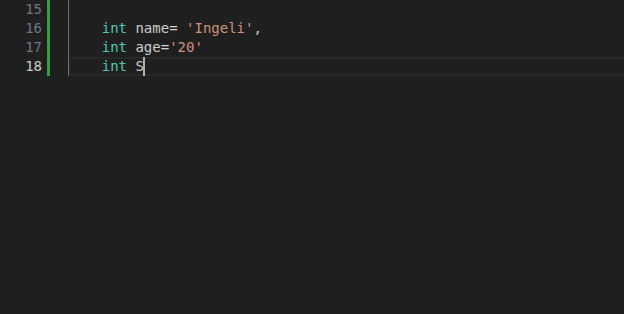 15
16 int name= 'Ingeli',
17 int age='20'
18 int S